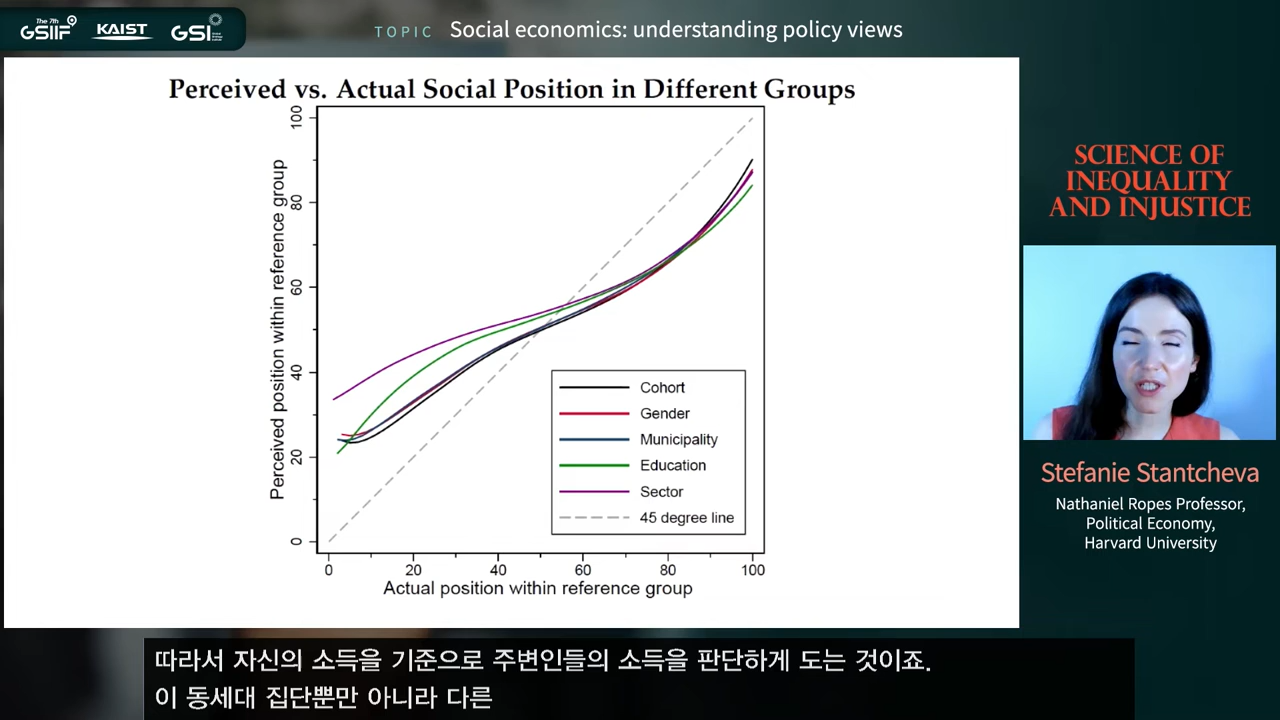 The 7th
GSIIF
KAIST
GSI
TOPIC Social economics: understanding policy views
Perceived vs. Actual Social Position in Different Groups
Perceived position within reference group
100
80
60
40
20
0
0 20 40 60 80 100
Actual position within reference group
Cohort
Gender
Municipality
Education
Sector
45 degree line
SCIENCE OF
INEQUALITY
AND INJUSTICE
Stefanie Stantcheva
Nathaniel Ropes Professor,
Political Economy,
Harvard University
따라서 자신의 소득을 기준으로 주변인들의 소득을 판단하게 도는 것이죠.
이 동세대 집단뿐만 아니라 다른